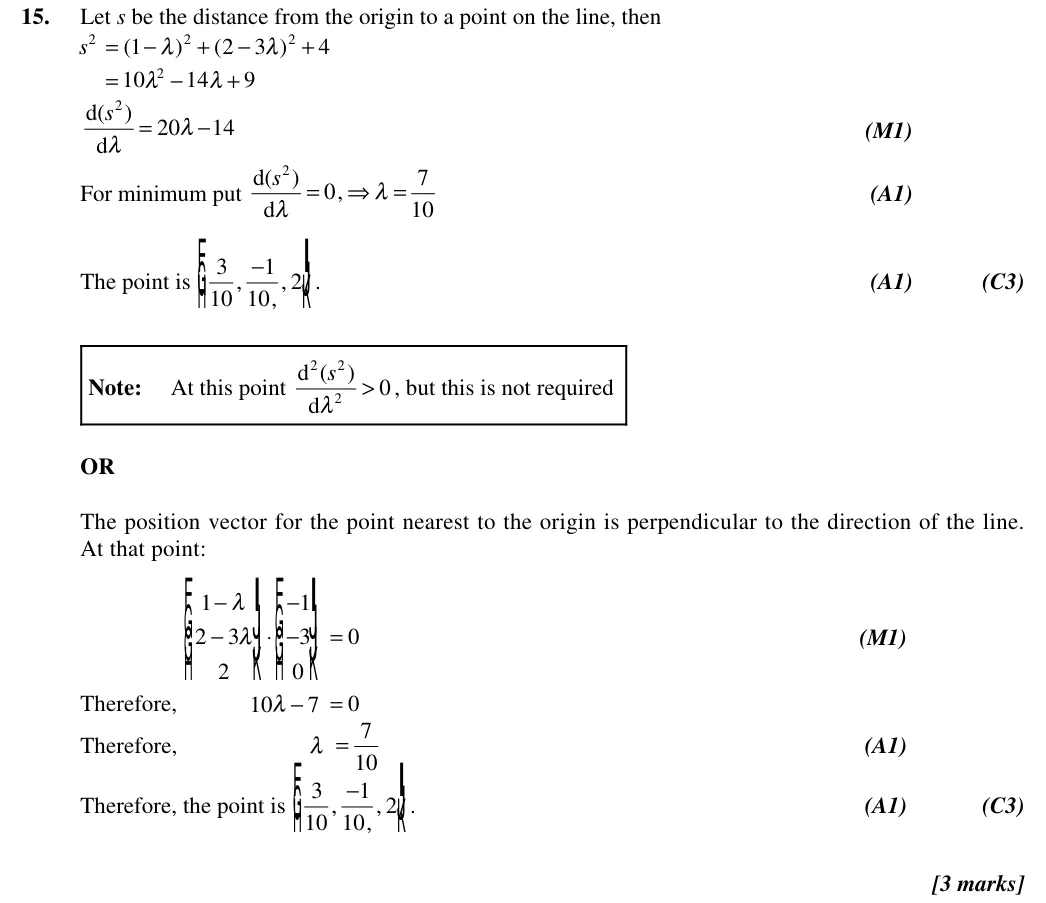 15. Let s be the distance from the origin to a point on the line, then
s² = (1 − λ)² + (2 − 3λ)² + 4
= 10λ² − 14λ + 9
d(s²)/dλ = 20λ − 14 (M1)
For minimum put d(s²)/dλ = 0, ⇒ λ = 7/10 (A1)
The point is (3/10, −1/10, , 2). (A1) (C3)
Note: At this point d²(s²)/dλ² > 0, but this is not required
OR
The position vector for the point nearest to the origin is perpendicular to the direction of the line.
At that point:
(1 − λ, 2 − 3λ, 2) · (−1, −3, 0) = 0 (M1)
Therefore, 10λ − 7 = 0
Therefore, λ = 7/10 (A1)
Therefore, the point is (3/10, −1/10, , 2). (A1) (C3)
[3 marks]